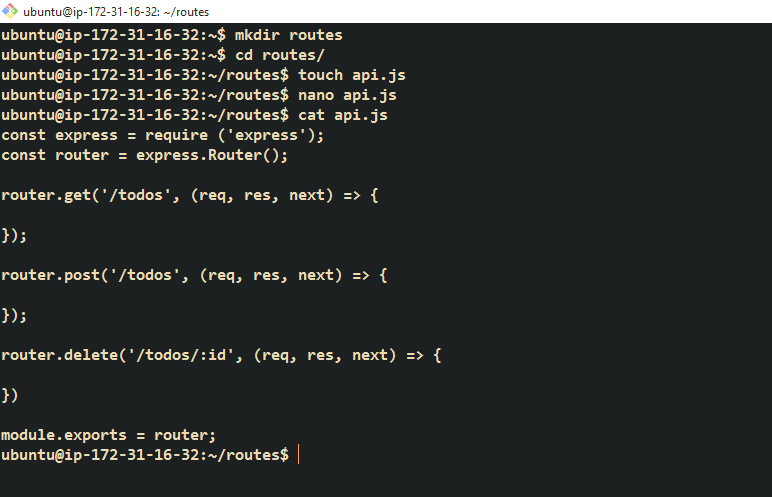 ubuntu@ip-172-31-16-32: ~/routes
ubuntu@ip-172-31-16-32:~$ mkdir routes
ubuntu@ip-172-31-16-32:~$ cd routes/
ubuntu@ip-172-31-16-32:~/routes$ touch api.js
ubuntu@ip-172-31-16-32:~/routes$ nano api.js
ubuntu@ip-172-31-16-32:~/routes$ cat api.js
const express = require ('express');
const router = express.Router();

router.get('/todos', (req, res, next) => {

});

router.post('/todos', (req, res, next) => {

});

router.delete('/todos/:id', (req, res, next) => {

})

module.exports = router;
ubuntu@ip-172-31-16-32:~/routes$